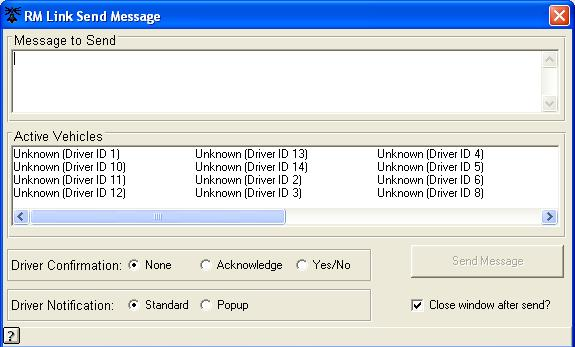 RM Link Send Message
Message to Send
Active Vehicles
Unknown (Driver ID 1) Unknown (Driver ID 13) Unknown (Driver ID 4)
Unknown (Driver ID 10) Unknown (Driver ID 14) Unknown (Driver ID 5)
Unknown (Driver ID 11) Unknown (Driver ID 2) Unknown (Driver ID 6)
Unknown (Driver ID 12) Unknown (Driver ID 3) Unknown (Driver ID 8)
Driver Confirmation: None Acknowledge Yes/No Send Message
Driver Notification: Standard Popup Close window after send?
?